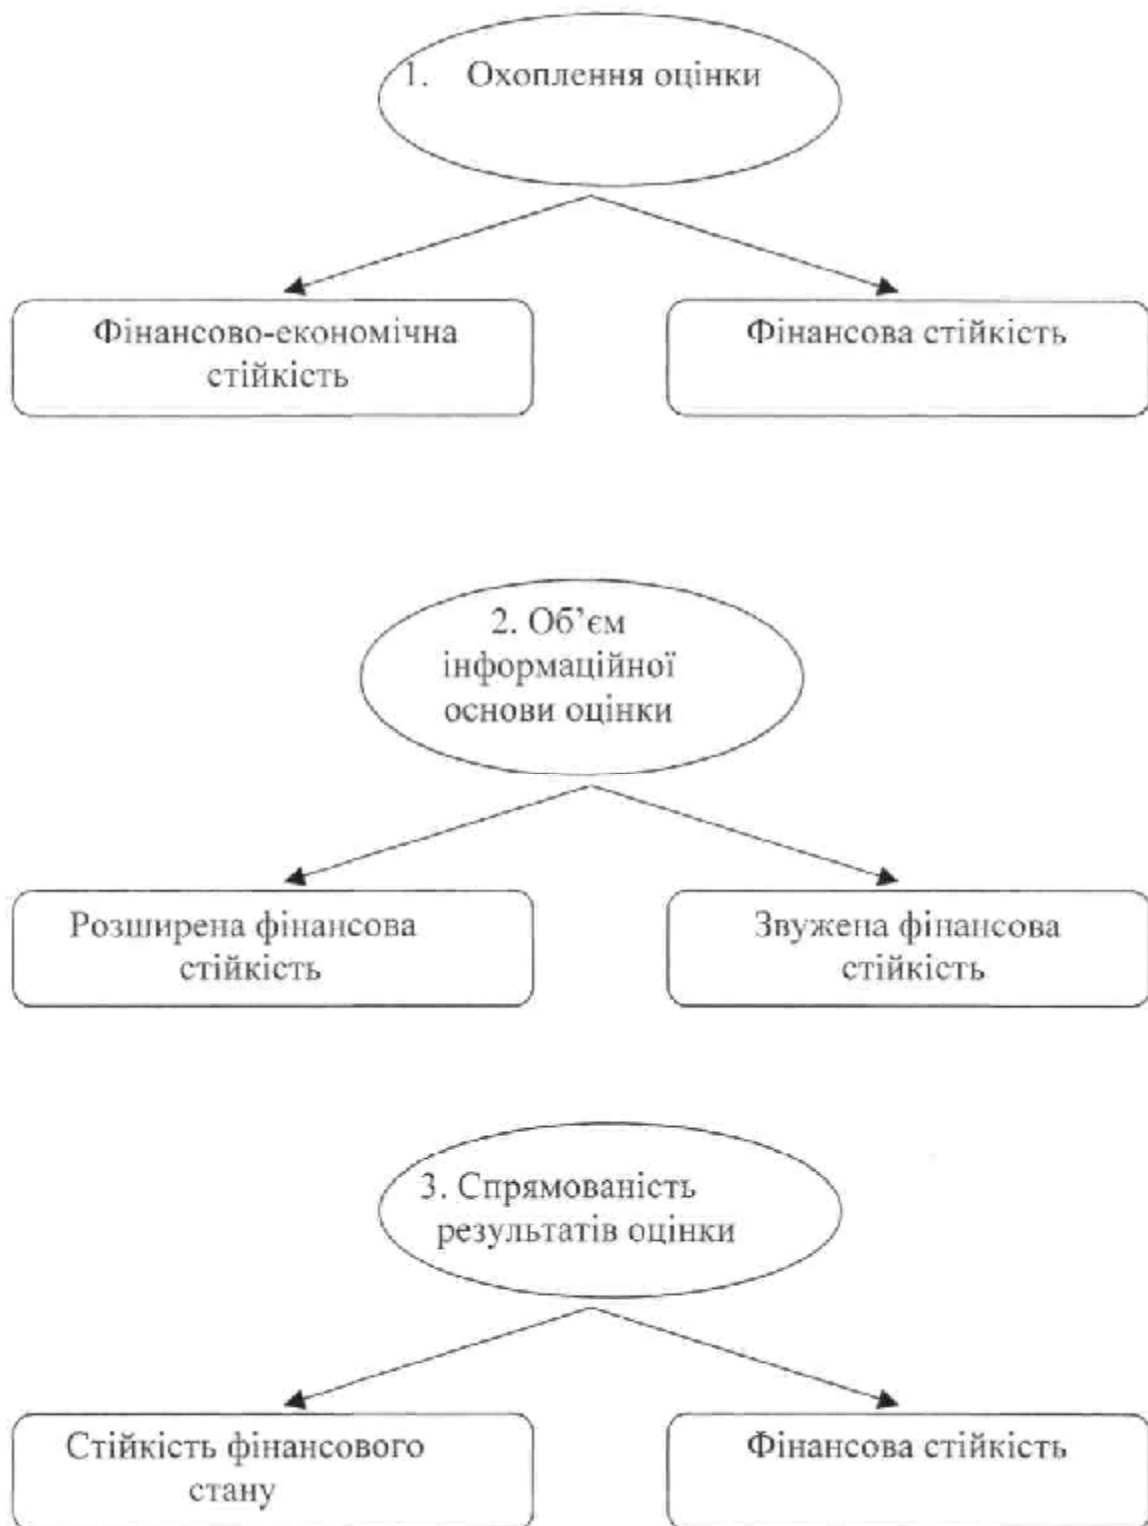 1. Охоплення оцінки
Фінансово-економічна
стійкість
Фінансова стійкість
2. Об’єм
інформаційної
основи оцінки
Розширена фінансова
стійкість
Звужена фінансова
стійкість
3. Спрямованість
результатів оцінки
Стійкість фінансового
стану
Фінансова стійкість